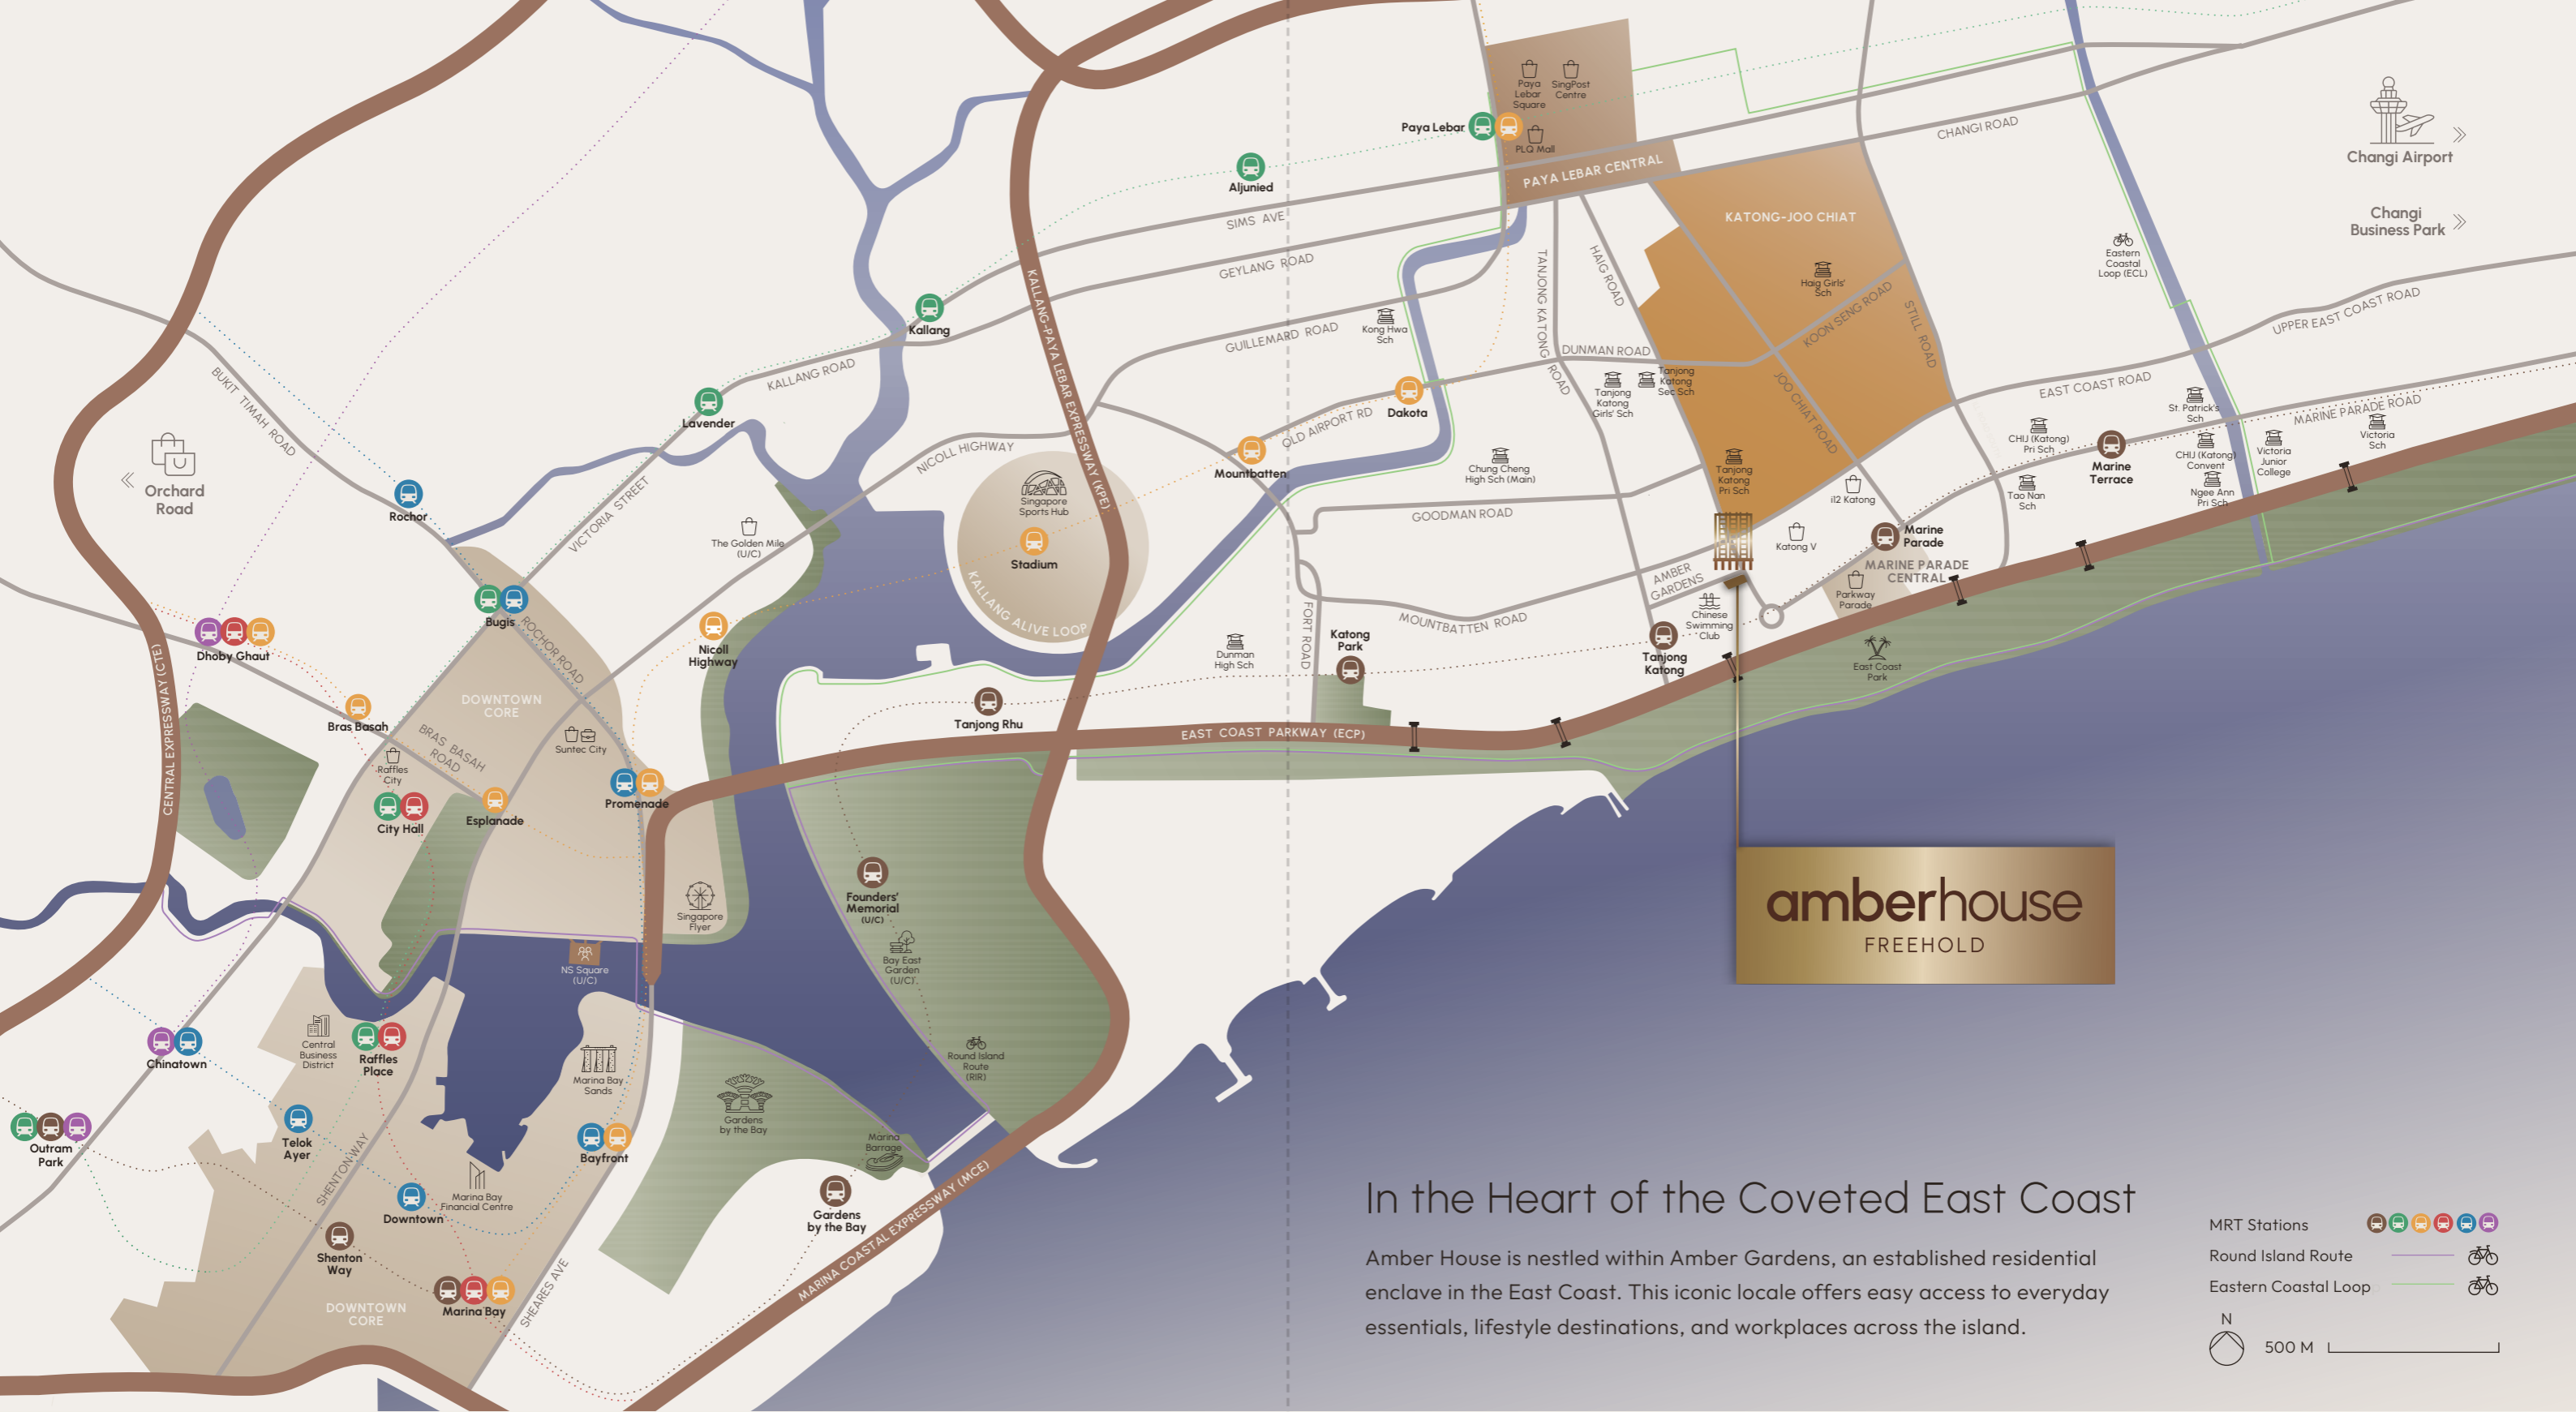 Paya
Lebar
Square
SingPost
Centre
Paya Lebar
PLQ Mall
PAYA LEBAR CENTRAL
Aljunied
CHANGI ROAD
Changi Airport
Changi
Business Park
SIMS AVE
GEYLANG ROAD
KATONG-JOO CHIAT
Haig Girls'
Sch
KOON SENG ROAD
STILL ROAD
Eastern
Coastal
Loop (ECL)
UPPER EAST COAST ROAD
TANJONG KATONG ROAD
HAIG ROAD
KALLANG-PAYA LEBAR EXPRESSWAY (KPE)
Kallang
Kong Hwa
Sch
GUILLEMARD ROAD
DUNMAN ROAD
KALLANG ROAD
BUKIT TIMAH ROAD
Lavender
Dakota
OLD AIRPORT RD
Tanjong
Katong
Girls' Sch
Tanjong
Katong
Sec Sch
JOO CHIAT ROAD
EAST COAST ROAD
St. Patrick's
Sch
MARINE PARADE ROAD
NICOLL HIGHWAY
Mountbatten
Chung Cheng
High Sch (Main)
Tanjong
Katong
Pri Sch
CHIJ (Katong)
Pri Sch
Marine
Terrace
CHIJ (Katong)
Convent
Victoria
Junior
College
Victoria
Sch
Ngee Ann
Pri Sch
Tao Nan
Sch
i12 Katong
Orchard
Road
Rochor
VICTORIA STREET
The Golden Mile
(U/C)
Singapore
Sports Hub
Stadium
KALLANG ALIVE LOOP
GOODMAN ROAD
Katong V
Marine
Parade
MARINE PARADE
CENTRAL
Parkway
Parade
AMBER
GARDENS
Chinese
Swimming
Club
MOUNTBATTEN ROAD
FORT ROAD
Katong
Park
Tanjong
Katong
East Coast
Park
Dunman
High Sch
Bugis
ROCHOR ROAD
Nicoll
Highway
Dhoby Ghaut
CENTRAL EXPRESSWAY (CTE)
Bras Basah
BRAS BASAH
ROAD
DOWNTOWN
CORE
Suntec City
Tanjong Rhu
EAST COAST PARKWAY (ECP)
Raffles
City
City Hall
Esplanade
Promenade
Singapore
Flyer
Founders'
Memorial
(U/C)
Bay East
Garden
(U/C)
NS Square
(U/C)
amberhouse
FREEHOLD
Central
Business
District
Raffles
Place
Chinatown
Marina Bay
Sands
Round Island
Route
(RIR)
Gardens
by the Bay
Outram
Park
Telok
Ayer
Bayfront
Marina
Barrage
SHENTON WAY
Marina Bay
Financial Centre
Downtown
Gardens
by the Bay
MARINA COASTAL EXPRESSWAY (MCE)
Shenton
Way
Marina Bay
SHEARES AVE
DOWNTOWN
CORE
In the Heart of the Coveted East Coast
Amber House is nestled within Amber Gardens, an established residential
enclave in the East Coast. This iconic locale offers easy access to everyday
essentials, lifestyle destinations, and workplaces across the island.
MRT Stations
Round Island Route
Eastern Coastal Loop
N
500 M